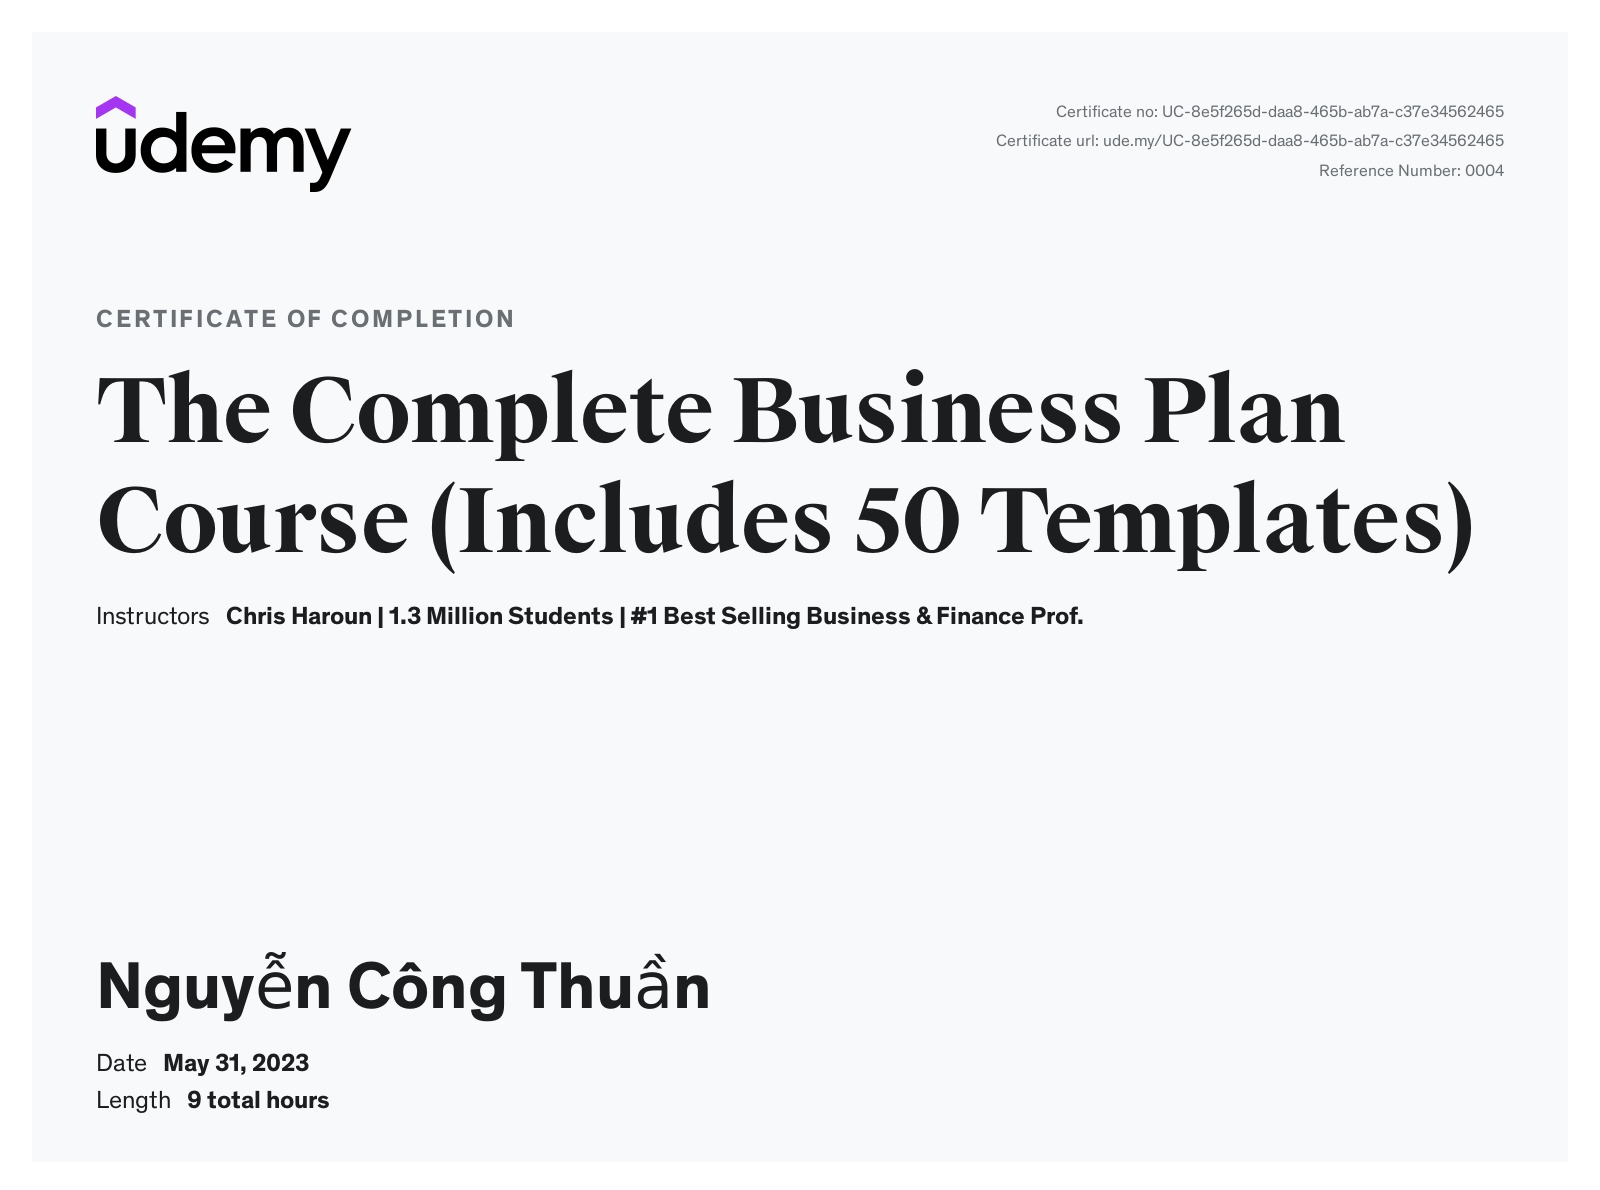 udemy
Certificate no: UC-8e5f265d-daa8-465b-ab7a-c37e34562465
Certificate url: ude.my/UC-8e5f265d-daa8-465b-ab7a-c37e34562465
Reference Number: 0004
CERTIFICATE OF COMPLETION
The Complete Business Plan
Course (Includes 50 Templates)
Instructors Chris Haroun | 1.3 Million Students | #1 Best Selling Business & Finance Prof.
Nguyễn Công Thuần
Date May 31, 2023
Length 9 total hours